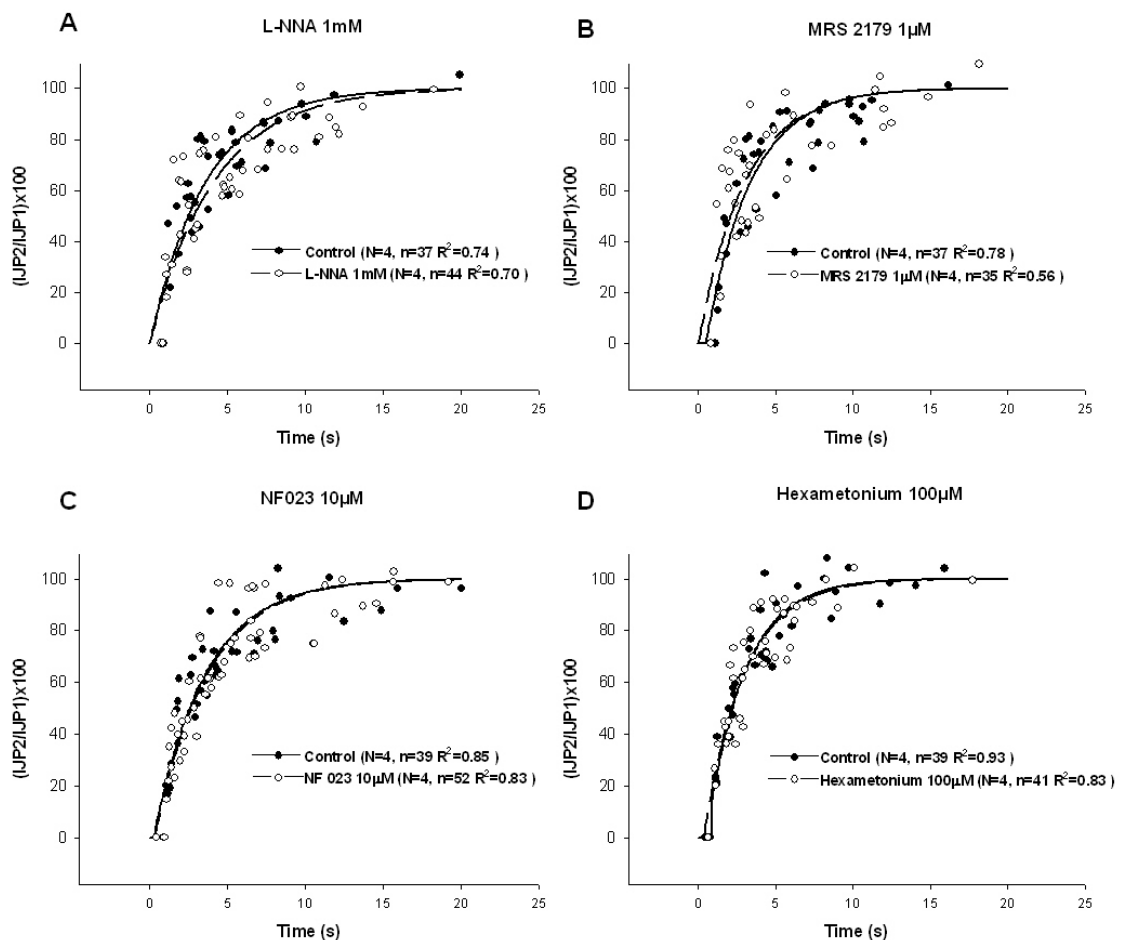 A
L-NNA 1mM
(IJP2/IJP1)x100
100
80
60
40
20
0
Control (N=4, n=37 R²=0.74 )
L-NNA 1mM (N=4, n=44 R²=0.70 )
0 5 10 15 20 25
Time (s)
B
MRS 2179 1µM
(IJP2/IJP1)x100
100
80
60
40
20
0
Control (N=4, n=37 R²=0.78 )
MRS 2179 1µM (N=4, n=35 R²=0.56 )
0 5 10 15 20 25
Time (s)
C
NF023 10µM
(IJP2/IJP1)x100
100
80
60
40
20
0
Control (N=4, n=39 R²=0.85 )
NF 023 10µM (N=4, n=52 R²=0.83 )
0 5 10 15 20 25
Time (s)
D
Hexametonium 100µM
(IJP2/IJP1)x100
100
80
60
40
20
0
Control (N=4, n=39 R²=0.93 )
Hexametonium 100µM (N=4, n=41 R²=0.83 )
0 5 10 15 20 25
Time (s)